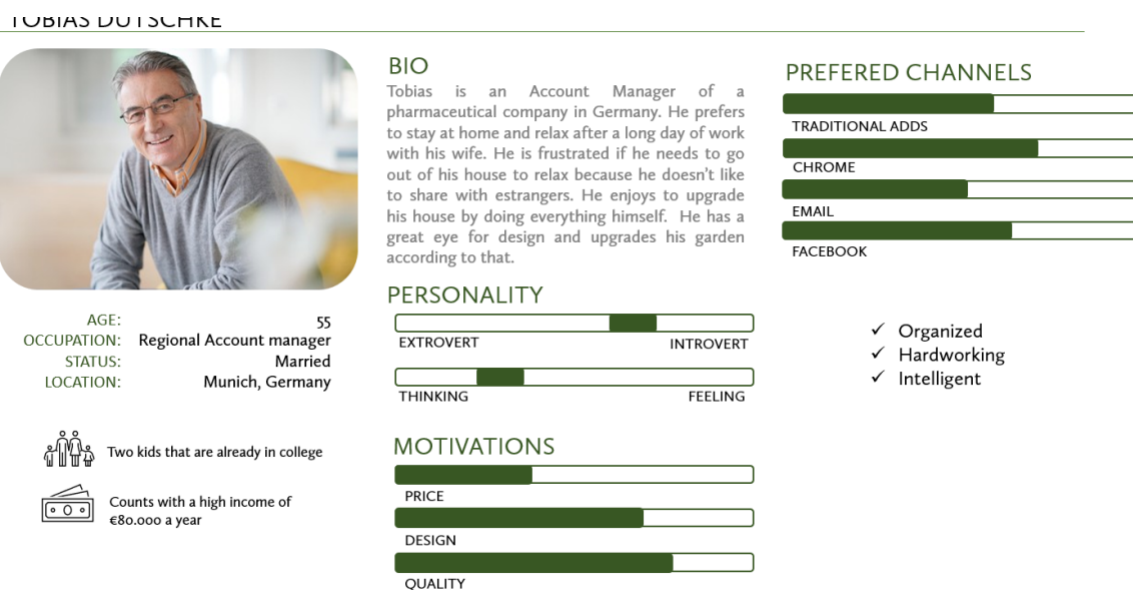 TOBIAS DUTSCHKE
BIO
Tobias is an Account Manager of a
pharmaceutical company in Germany. He prefers
to stay at home and relax after a long day of work
with his wife. He is frustrated if he needs to go
out of his house to relax because he doesn't like
to share with estrangers. He enjoys to upgrade
his house by doing everything himself. He has a
great eye for design and upgrades his garden
according to that.
AGE: 55
OCCUPATION: Regional Account manager
STATUS: Married
LOCATION: Munich, Germany
Two kids that are already in college
Counts with a high income of
€80.000 a year
PERSONALITY
EXTROVERT INTROVERT
THINKING FEELING
MOTIVATIONS
PRICE
DESIGN
QUALITY
PREFERED CHANNELS
TRADITIONAL ADDS
CHROME
EMAIL
FACEBOOK
✓ Organized
✓ Hardworking
✓ Intelligent